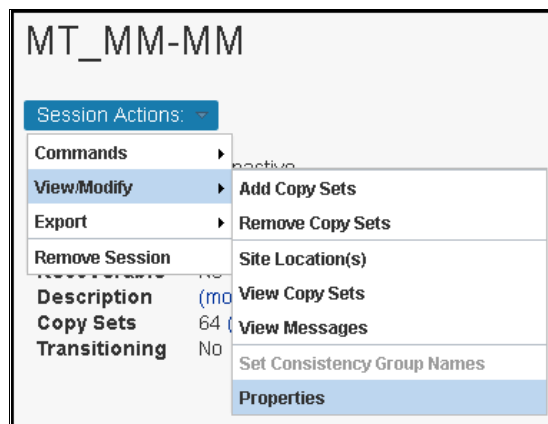 MT_MM-MM
Session Actions:
Commands
View/Modify
Export
Remove Session
Add Copy Sets
Remove Copy Sets
Site Location(s)
View Copy Sets
View Messages
Set Consistency Group Names
Properties
Description (mo
Copy Sets 64 (
Transitioning No